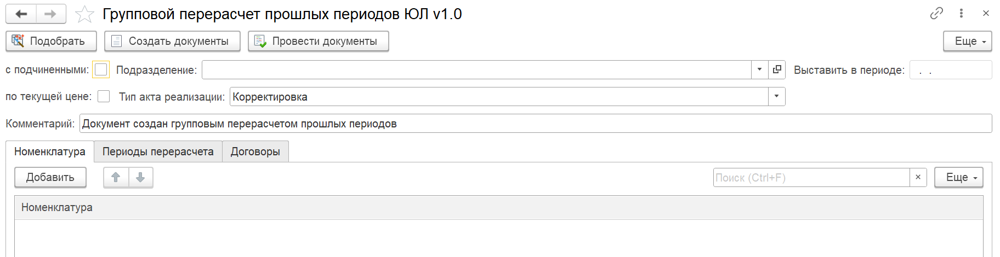 Групповой перерасчет прошлых периодов ЮЛ v1.0
Подобрать Создать документы Провести документы Еще
с подчиненными: Подразделение: Выставить в периоде: . .
по текущей цене: Тип акта реализации: Корректировка
Комментарий: Документ создан групповым перерасчетом прошлых периодов
Номенклатура Периоды перерасчета Договоры
Добавить Поиск (Ctrl+F) × Еще
Номенклатура